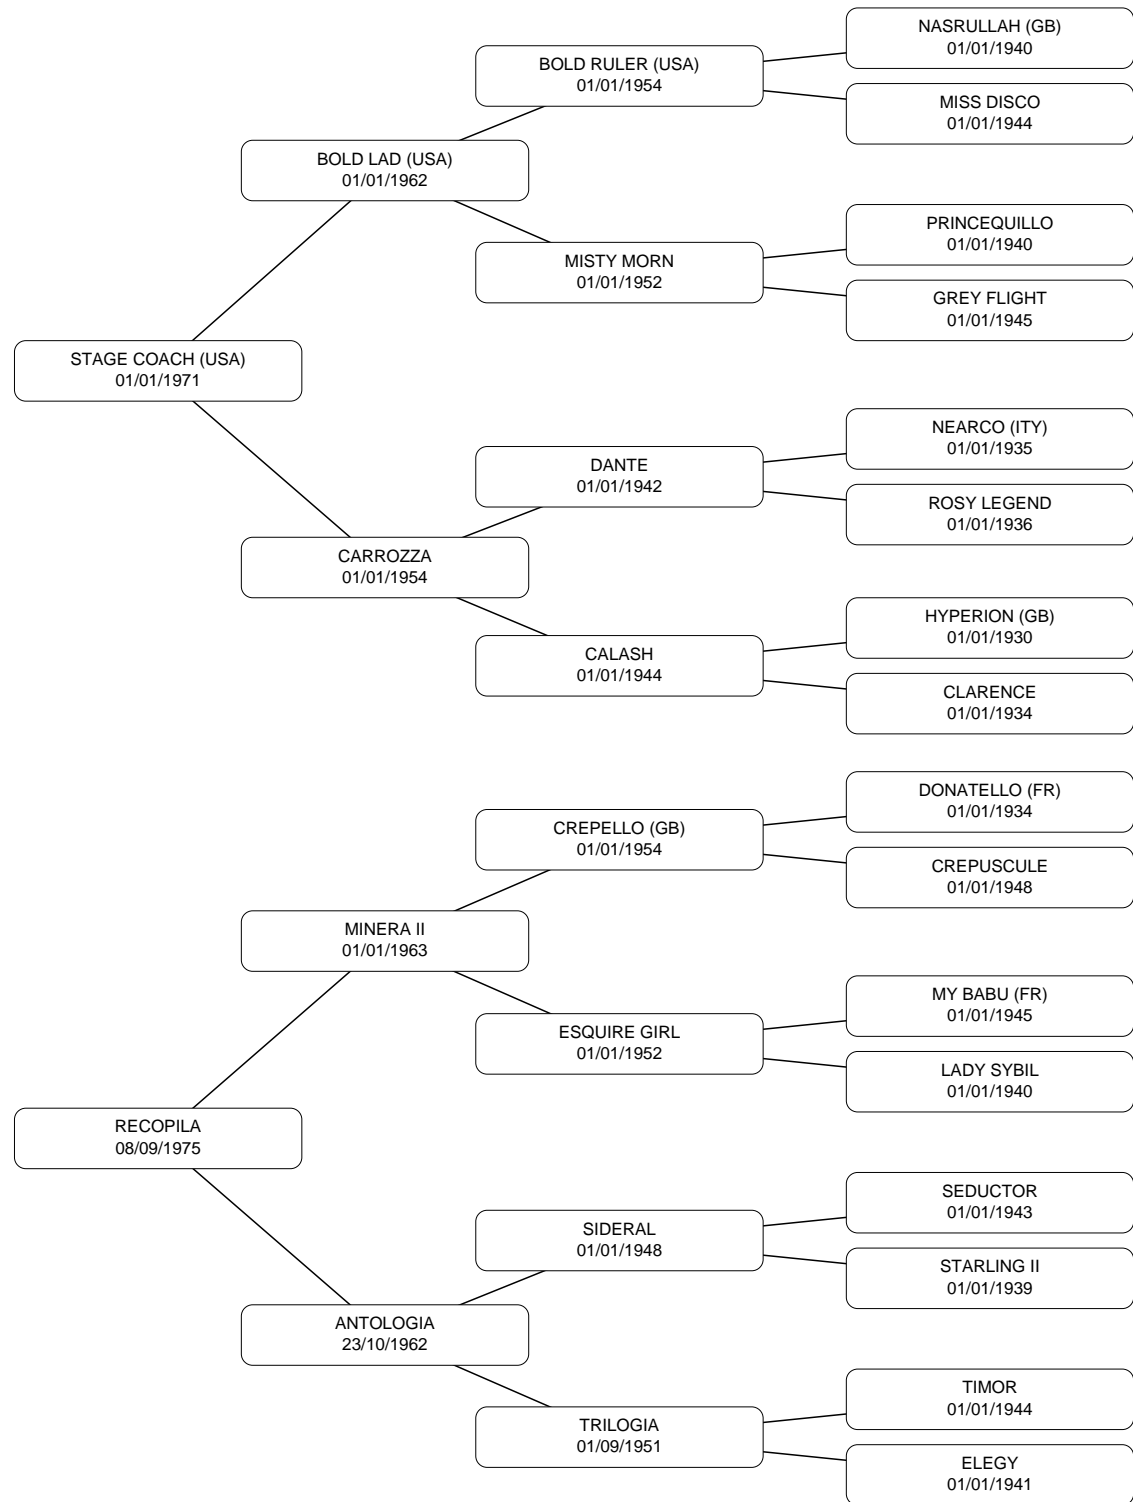 NASRULLAH (GB)
01/01/1940
BOLD RULER (USA)
01/01/1954
MISS DISCO
01/01/1944
BOLD LAD (USA)
01/01/1962
PRINCEQUILLO
01/01/1940
MISTY MORN
01/01/1952
GREY FLIGHT
01/01/1945
STAGE COACH (USA)
01/01/1971
NEARCO (ITY)
01/01/1935
DANTE
01/01/1942
ROSY LEGEND
01/01/1936
CARROZZA
01/01/1954
HYPERION (GB)
01/01/1930
CALASH
01/01/1944
CLARENCE
01/01/1934
DONATELLO (FR)
01/01/1934
CREPELLO (GB)
01/01/1954
CREPUSCULE
01/01/1948
MINERA II
01/01/1963
MY BABU (FR)
01/01/1945
ESQUIRE GIRL
01/01/1952
LADY SYBIL
01/01/1940
RECOPILA
08/09/1975
SEDUCTOR
01/01/1943
SIDERAL
01/01/1948
STARLING II
01/01/1939
ANTOLOGIA
23/10/1962
TIMOR
01/01/1944
TRILOGIA
01/09/1951
ELEGY
01/01/1941